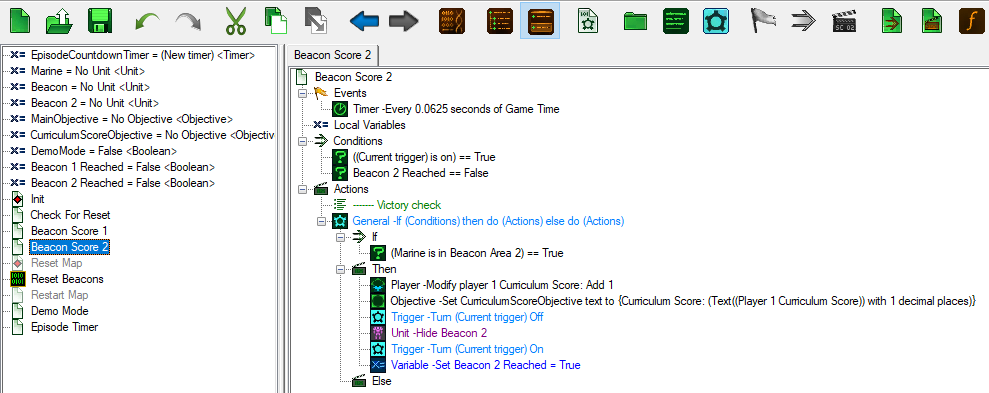 SC 02
EpisodeCountdownTimer = (New timer) <Timer>
Marine = No Unit <Unit>
Beacon = No Unit <Unit>
Beacon 2 = No Unit <Unit>
MainObjective = No Objective <Objective>
CurriculumScoreObjective = No Objective <Objectiv
DemoMode = False <Boolean>
Beacon 1 Reached = False <Boolean>
Beacon 2 Reached = False <Boolean>
Init
Check For Reset
Beacon Score 1
Beacon Score 2
Reset Map
Reset Beacons
Restart Map
Demo Mode
Episode Timer
Beacon Score 2
Beacon Score 2
Events
Timer -Every 0.0625 seconds of Game Time
Local Variables
Conditions
((Current trigger) is on) == True
Beacon 2 Reached == False
Actions
------- Victory check
General -If (Conditions) then do (Actions) else do (Actions)
If
(Marine is in Beacon Area 2) == True
Then
Player -Modify player 1 Curriculum Score: Add 1
Objective -Set CurriculumScoreObjective text to {Curriculum Score: (Text((Player 1 Curriculum Score)) with 1 decimal places)}
Trigger -Turn (Current trigger) Off
Unit -Hide Beacon 2
Trigger -Turn (Current trigger) On
Variable -Set Beacon 2 Reached = True
Else